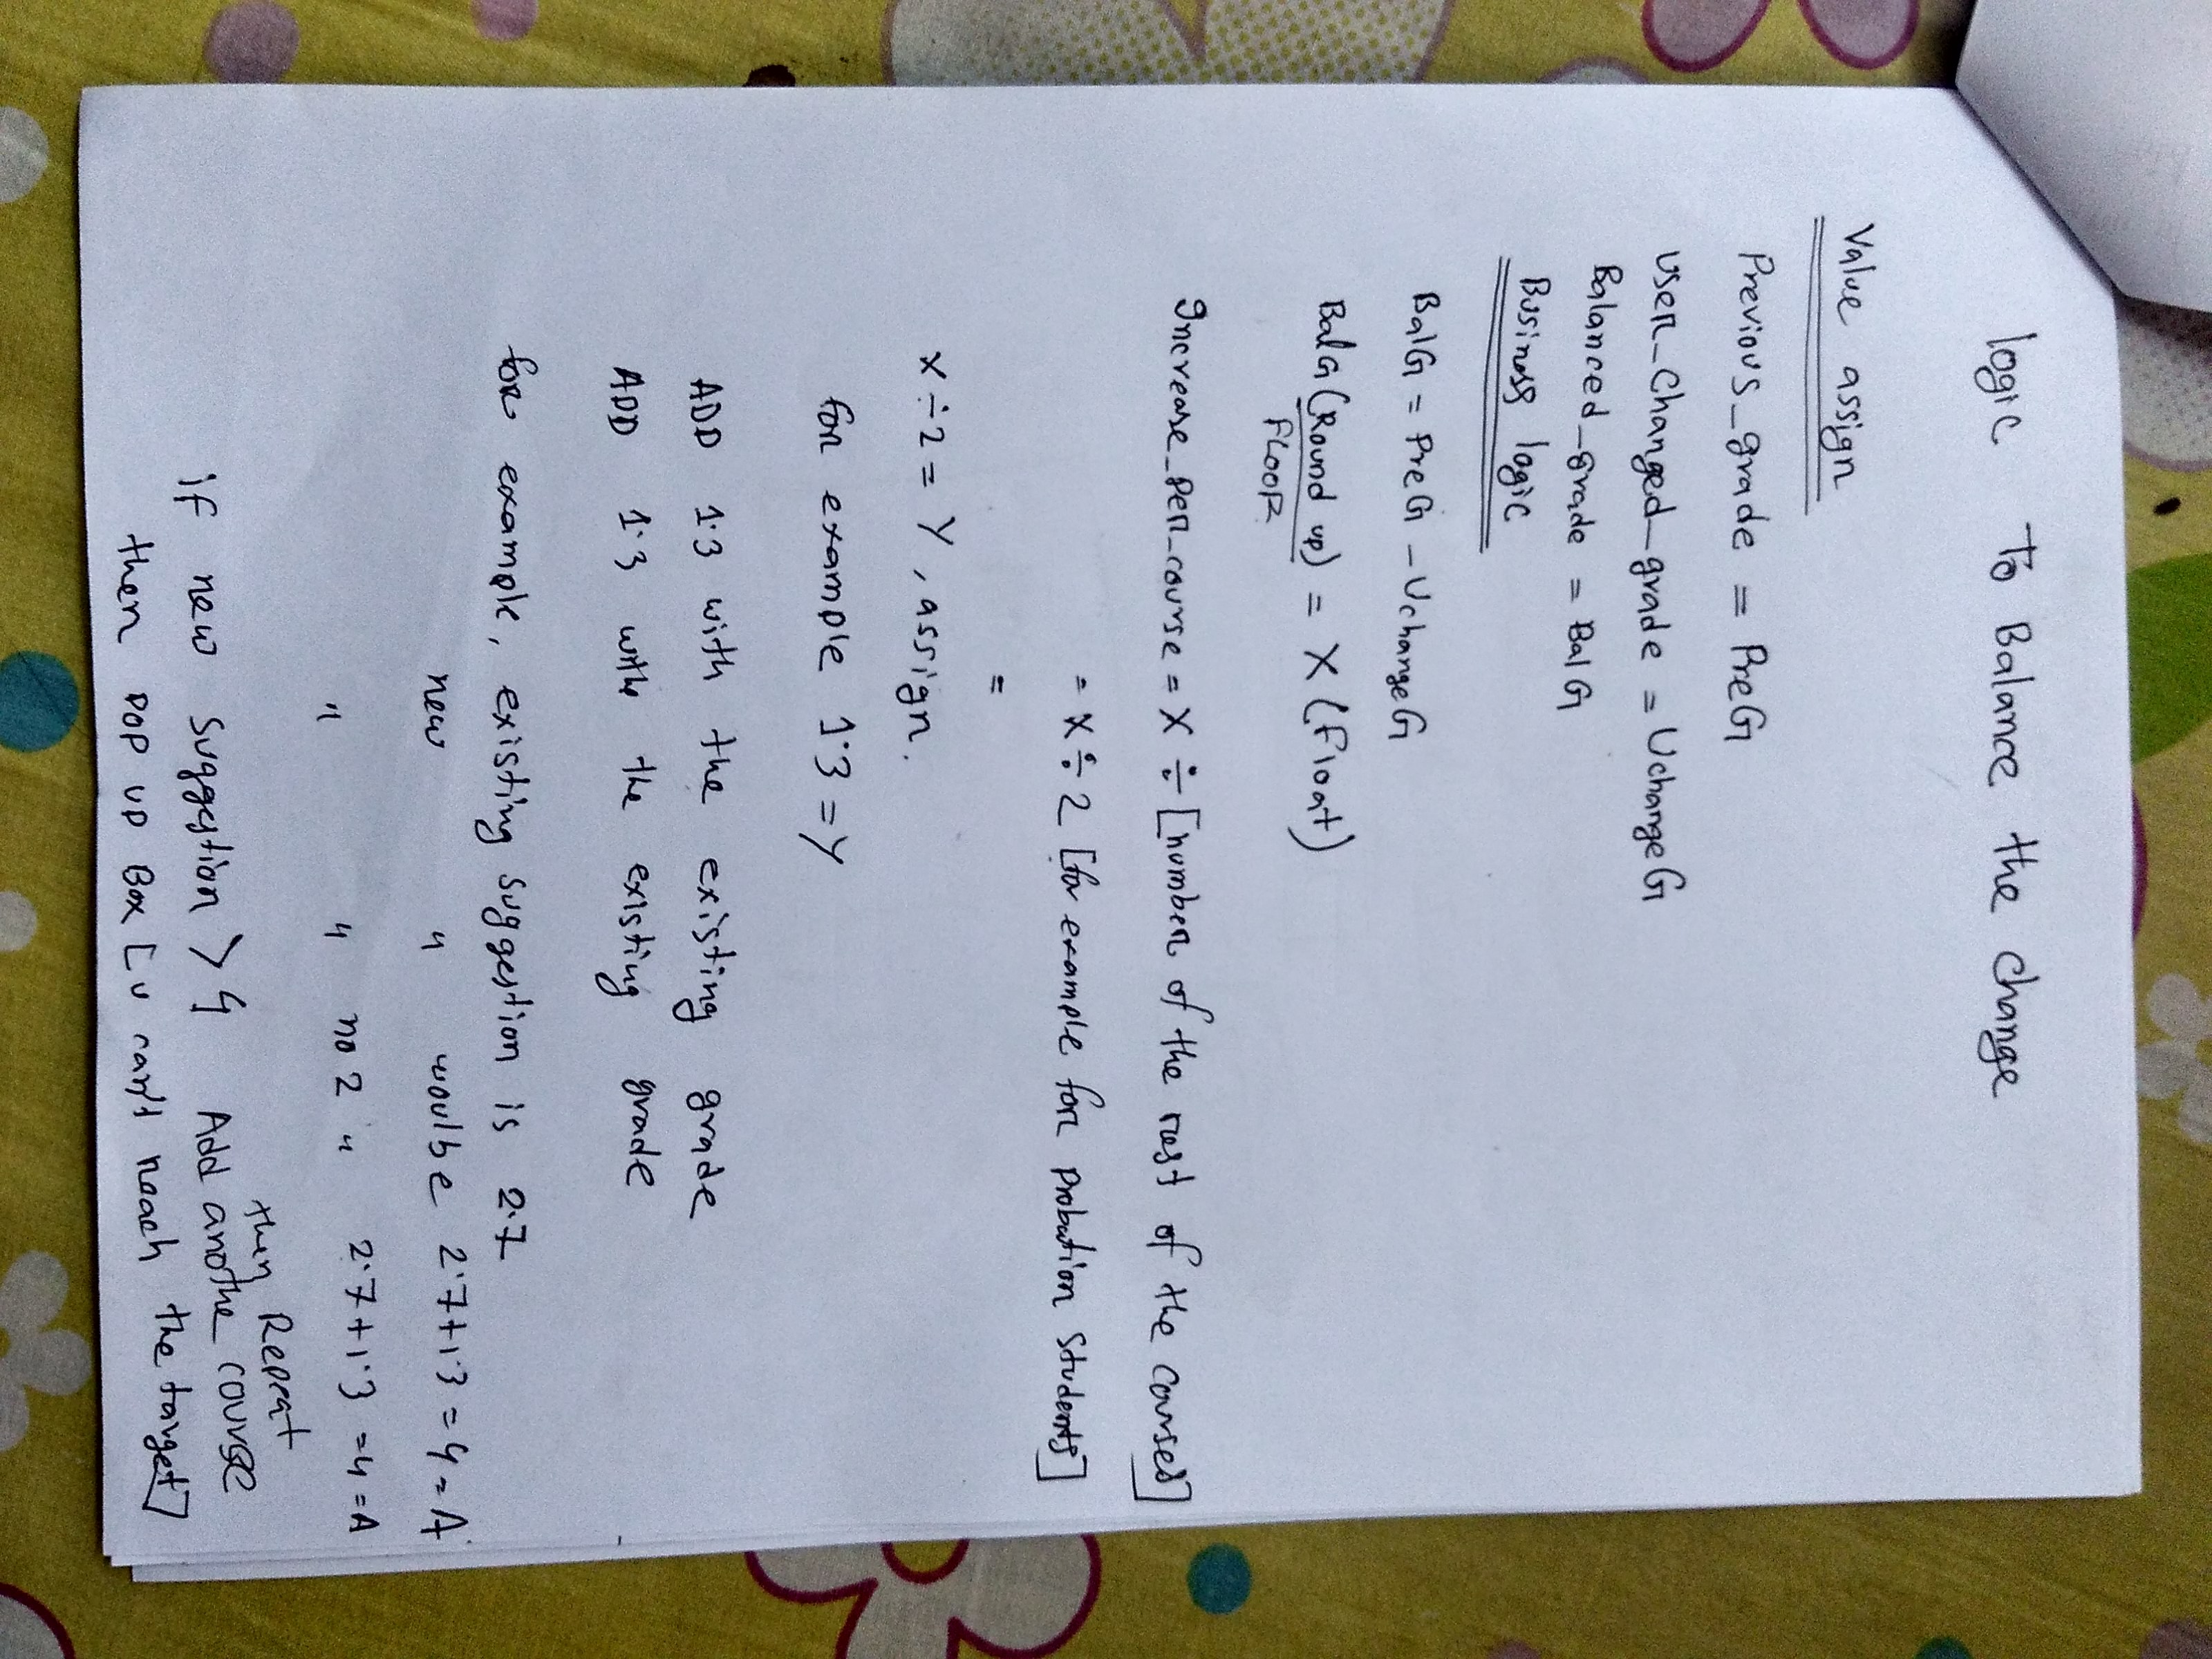 logic To Balance the change
Value assign
Previous_grade = PreG
User_Changed_grade = UchangeG
Balanced_grade = BalG
Business logic
BalG = PreG - UchangeG
BalG (Round up) = X (Float)
FLOOR
Increase_per_course = X ÷ [number of the rest of the courses]
= X ÷ 2 [for example for probation students]
=
X ÷ 2 = Y, assign.
for example 1.3 = Y
ADD 1.3 with the existing grade
ADD 1.3 withe the existing grade
for example, existing suggestion is 2.7
new " woulbe 2.7+1.3 = 4 = A
" " no 2 " 2.7+1.3 = 4 = A
then Repeat
if new suggestion > 4 Add anothe course
then POP UP Box [u can't reach the target]